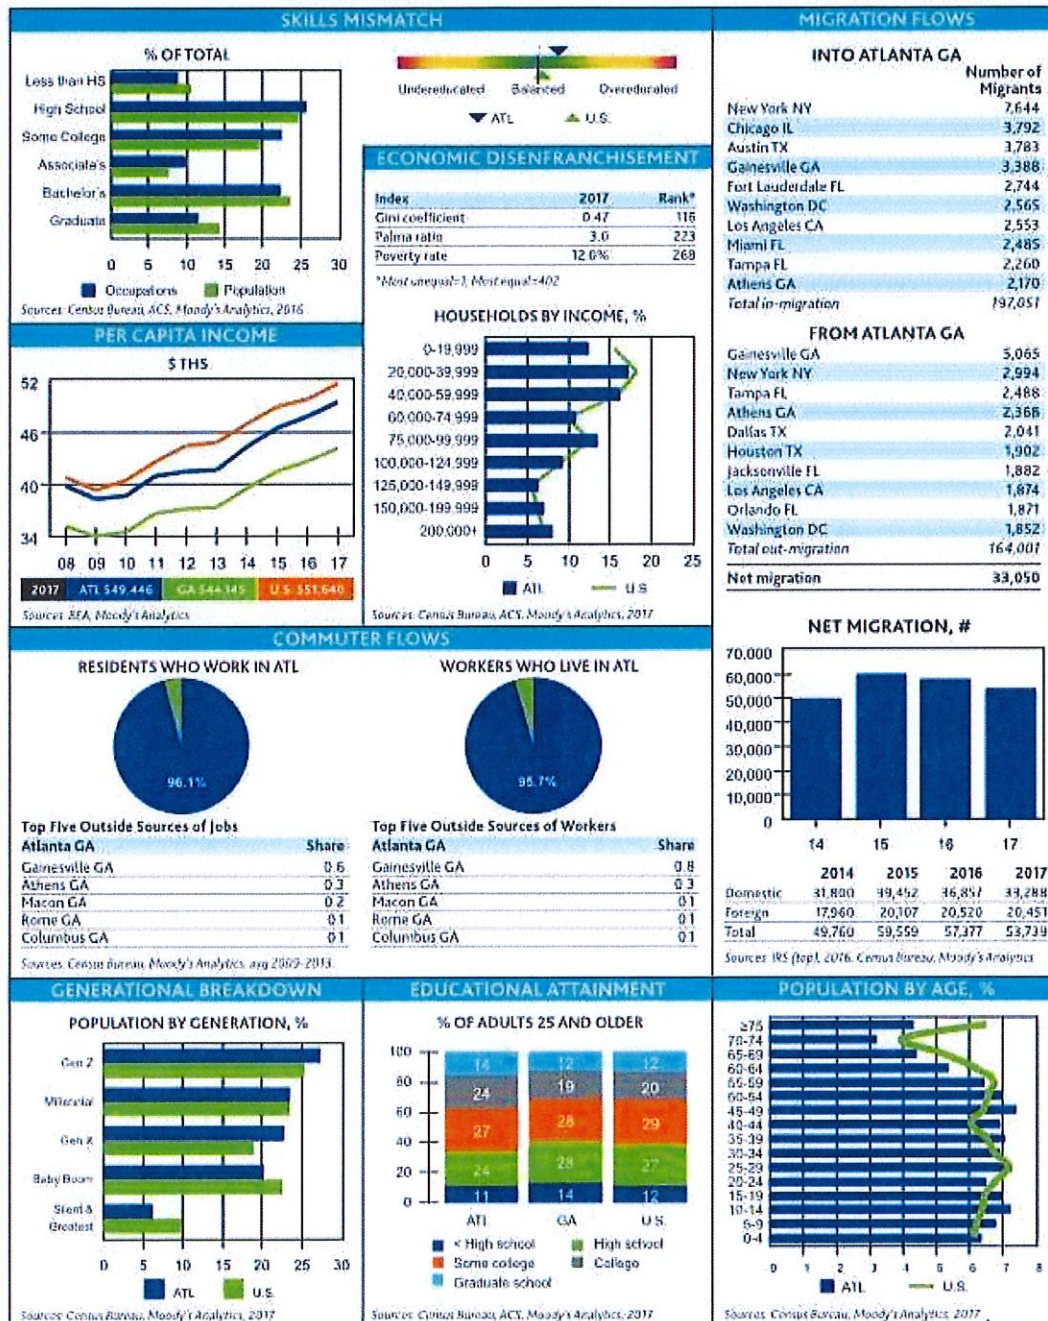 SKILLS MISMATCH
% OF TOTAL
Less than HS
High School
Some College
Associate's
Bachelor's
Graduate
0 5 10 15 20 25 30
Occupations Population
Sources: Census Bureau, ACS, Moody's Analytics, 2016
Undereducated Balanced Overeducated
ATL U.S.
ECONOMIC DISENFRANCHISEMENT
Index 2017 Rank*
Gini coefficient 0.47 116
Palma ratio 3.0 223
Poverty rate 12.0% 268
*Most unequal=1; Most equal=402
HOUSEHOLDS BY INCOME, %
0-19,999
20,000-39,999
40,000-59,999
60,000-74,999
75,000-99,999
100,000-124,999
125,000-149,999
150,000-199,999
200,000+
0 5 10 15 20 25
ATL U.S.
Sources: Census Bureau, ACS, Moody's Analytics, 2017
PER CAPITA INCOME
$ THS
52
46
40
34
08 09 10 11 12 13 14 15 16 17
2017 ATL $49,446 GA $44,145 U.S. $51,640
Sources: BEA, Moody's Analytics
MIGRATION FLOWS
INTO ATLANTA GA
Number of
Migrants
New York NY 7,644
Chicago IL 3,792
Austin TX 3,783
Gainesville GA 3,388
Fort Lauderdale FL 2,744
Washington DC 2,565
Los Angeles CA 2,553
Miami FL 2,485
Tampa FL 2,260
Athens GA 2,170
Total in-migration 197,051
FROM ATLANTA GA
Gainesville GA 5,065
New York NY 2,994
Tampa FL 2,488
Athens GA 2,368
Dallas TX 2,041
Houston TX 1,902
Jacksonville FL 1,882
Los Angeles CA 1,874
Orlando FL 1,871
Washington DC 1,852
Total out-migration 164,001
Net migration 33,050
NET MIGRATION, #
70,000
60,000
50,000
40,000
30,000
20,000
10,000
0
14 15 16 17
2014 2015 2016 2017
Domestic 31,800 39,452 36,857 33,288
Foreign 17,960 20,107 20,520 20,451
Total 49,760 59,559 57,377 53,739
Sources: IRS (top), 2016, Census Bureau, Moody's Analytics
COMMUTER FLOWS
RESIDENTS WHO WORK IN ATL
96.1%
Top Five Outside Sources of Jobs
Atlanta GA Share
Gainesville GA 0.6
Athens GA 0.3
Macon GA 0.2
Rome GA 0.1
Columbus GA 0.1
Sources: Census Bureau, Moody's Analytics, avg 2009-2013
WORKERS WHO LIVE IN ATL
95.7%
Top Five Outside Sources of Workers
Atlanta GA Share
Gainesville GA 0.8
Athens GA 0.3
Macon GA 0.1
Rome GA 0.1
Columbus GA 0.1
GENERATIONAL BREAKDOWN
POPULATION BY GENERATION, %
Gen Z
Millennial
Gen X
Baby Boom
Silent &
Greatest
0 5 10 15 20 25 30
ATL U.S.
Sources: Census Bureau, Moody's Analytics, 2017
EDUCATIONAL ATTAINMENT
% OF ADULTS 25 AND OLDER
100
80
60
40
20
0
14 12 12
24 19 20
27 28 29
24 28 27
11 14 12
ATL GA U.S.
< High school High school
Some college College
Graduate school
Sources: Census Bureau, ACS, Moody's Analytics, 2017
POPULATION BY AGE, %
≥75
70-74
65-69
60-64
55-59
50-54
45-49
40-44
35-39
30-34
25-29
20-24
15-19
10-14
5-9
0-4
0 1 2 3 4 5 6 7 8
ATL U.S.
Sources: Census Bureau, Moody's Analytics, 2017